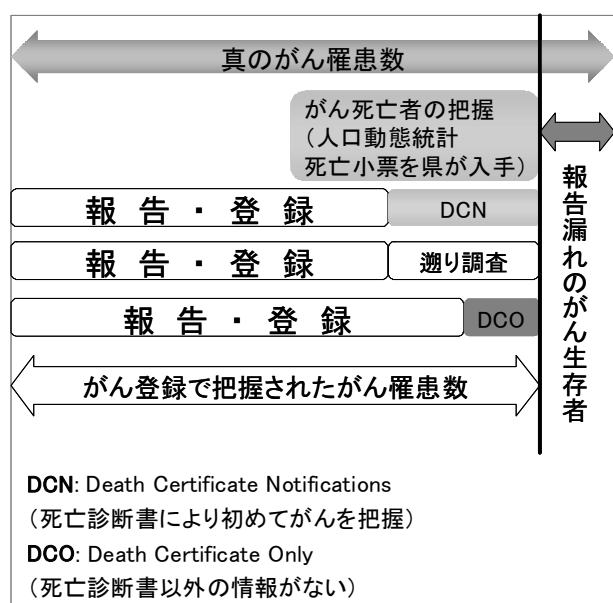 真のがん罹患数
がん死亡者の把握
（人口動態統計
死亡小票を県が入手）
報告漏れのがん生存者
報 告 ・ 登 録
DCN
報 告 ・ 登 録
遡り調査
報 告 ・ 登 録
DCO
がん登録で把握されたがん罹患数
DCN: Death Certificate Notifications
（死亡診断書により初めてがんを把握）
DCO: Death Certificate Only
（死亡診断書以外の情報がない）